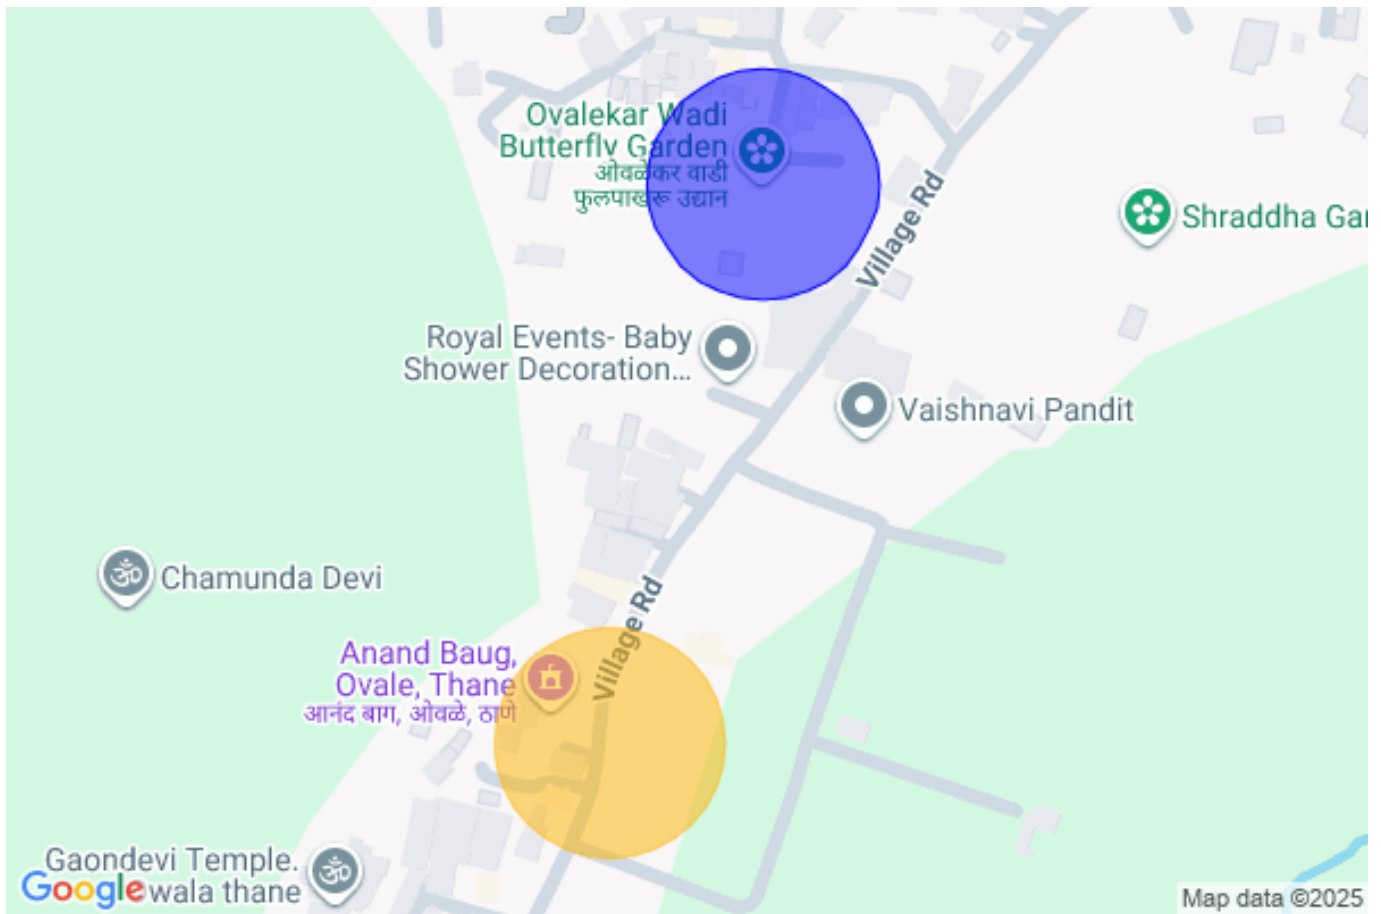 Ovalekar Wadi
Butterfly Garden
ओवळेकर वाडी
फुलपाखरू उद्यान
Village Rd
Shraddha Gar
Royal Events- Baby
Shower Decoration...
Vaishnavi Pandit
Chamunda Devi
Village Rd
Anand Baug,
Ovale, Thane
आनंद बाग, ओवळे, ठाणे
Gaondevi Temple.
Google wala thane
Map data ©2025